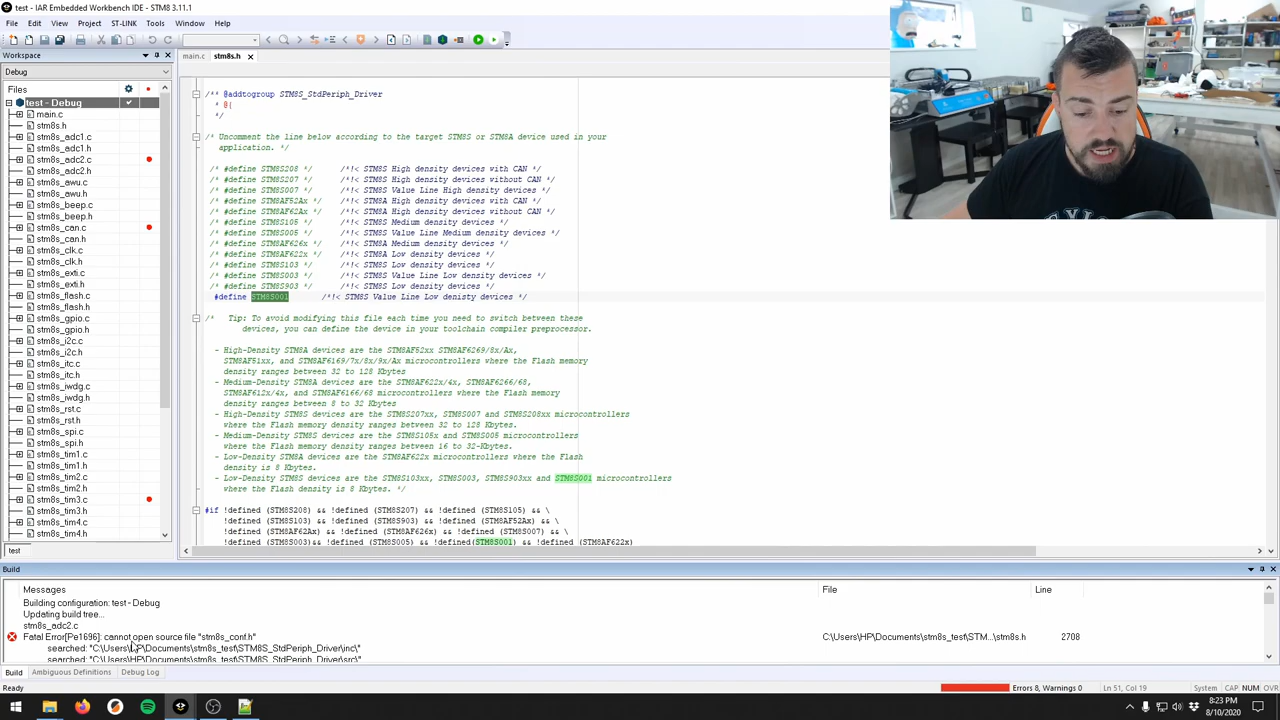 test - IAR Embedded Workbench IDE - STM8 3.11.1
File Edit View Project ST-LINK Tools Window Help
Workspace
main.c stm8s.h
Debug
Files
test - Debug
main.c
stm8s.h
stm8s_adc1.c
stm8s_adc1.h
stm8s_adc2.c
stm8s_adc2.h
stm8s_awu.c
stm8s_awu.h
stm8s_beep.c
stm8s_beep.h
stm8s_can.c
stm8s_can.h
stm8s_clk.c
stm8s_clk.h
stm8s_exti.c
stm8s_exti.h
stm8s_flash.c
stm8s_flash.h
stm8s_gpio.c
stm8s_gpio.h
stm8s_i2c.c
stm8s_i2c.h
stm8s_itc.c
stm8s_itc.h
stm8s_iwdg.c
stm8s_iwdg.h
stm8s_rst.c
stm8s_rst.h
stm8s_spi.c
stm8s_spi.h
stm8s_tim1.c
stm8s_tim1.h
stm8s_tim2.c
stm8s_tim2.h
stm8s_tim3.c
stm8s_tim3.h
stm8s_tim4.c
stm8s_tim4.h
test
/** @addtogroup STM8S_StdPeriph_Driver
* @{
*/
/* Uncomment the line below according to the target STM8S or STM8A device used in your
application. */
/* #define STM8S208 */ /*!< STM8S High density devices with CAN */
/* #define STM8S207 */ /*!< STM8S High density devices without CAN */
/* #define STM8S007 */ /*!< STM8S Value Line High density devices */
/* #define STM8AF52Ax */ /*!< STM8A High density devices with CAN */
/* #define STM8AF62Ax */ /*!< STM8A High density devices without CAN */
/* #define STM8S105 */ /*!< STM8S Medium density devices */
/* #define STM8S005 */ /*!< STM8S Value Line Medium density devices */
/* #define STM8AF626x */ /*!< STM8A Medium density devices */
/* #define STM8AF622x */ /*!< STM8A Low density devices */
/* #define STM8S103 */ /*!< STM8S Low density devices */
/* #define STM8S003 */ /*!< STM8S Value Line Low density devices */
/* #define STM8S903 */ /*!< STM8S Low density devices */
#define STM8S001 /*!< STM8S Value Line Low denisty devices */
/* Tip: To avoid modifying this file each time you need to switch between these
devices, you can define the device in your toolchain compiler preprocessor.
- High-Density STM8A devices are the STM8AF52xx STM8AF6269/8x/Ax,
STM8AF51xx, and STM8AF6169/7x/8x/9x/Ax microcontrollers where the Flash memory
density ranges between 32 to 128 Kbytes
- Medium-Density STM8A devices are the STM8AF622x/4x, STM8AF6266/68,
STM8AF612x/4x, and STM8AF6166/68 microcontrollers where the Flash memory
density ranges between 8 to 32 Kbytes
- High-Density STM8S devices are the STM8S207xx, STM8S007 and STM8S208xx microcontrollers
where the Flash memory density ranges between 32 to 128 Kbytes.
- Medium-Density STM8S devices are the STM8S105x and STM8S005 microcontrollers
where the Flash memory density ranges between 16 to 32-Kbytes.
- Low-Density STM8A devices are the STM8AF622x microcontrollers where the Flash
density is 8 Kbytes.
- Low-Density STM8S devices are the STM8S103xx, STM8S003, STM8S903xx and STM8S001 microcontrollers
where the Flash density is 8 Kbytes. */
#if !defined (STM8S208) && !defined (STM8S207) && !defined (STM8S105) && \
!defined (STM8S103) && !defined (STM8S903) && !defined (STM8AF52Ax) && \
!defined (STM8AF62Ax) && !defined (STM8AF626x) && !defined (STM8S007) && \
!defined (STM8S003)&& !defined (STM8S005) && !defined(STM8S001) && !defined (STM8AF622x)
Build
Messages File Line
Building configuration: test - Debug
Updating build tree...
stm8s_adc2.c
Fatal Error[Pe1696]: cannot open source file "stm8s_conf.h" C:\Users\HP\Documents\stm8s_test\STM...\stm8s.h 2708
searched: "C:\Users\HP\Documents\stm8s_test\STM8S_StdPeriph_Driver\inc\"
searched: "C:\Users\HP\Documents\stm8s_test\STM8S_StdPeriph_Driver\src\"
Build Ambiguous Definitions Debug Log
Ready Errors 8, Warnings 0 Ln 51, Col 19 System CAP NUM OVR
8:23 PM
8/10/2020